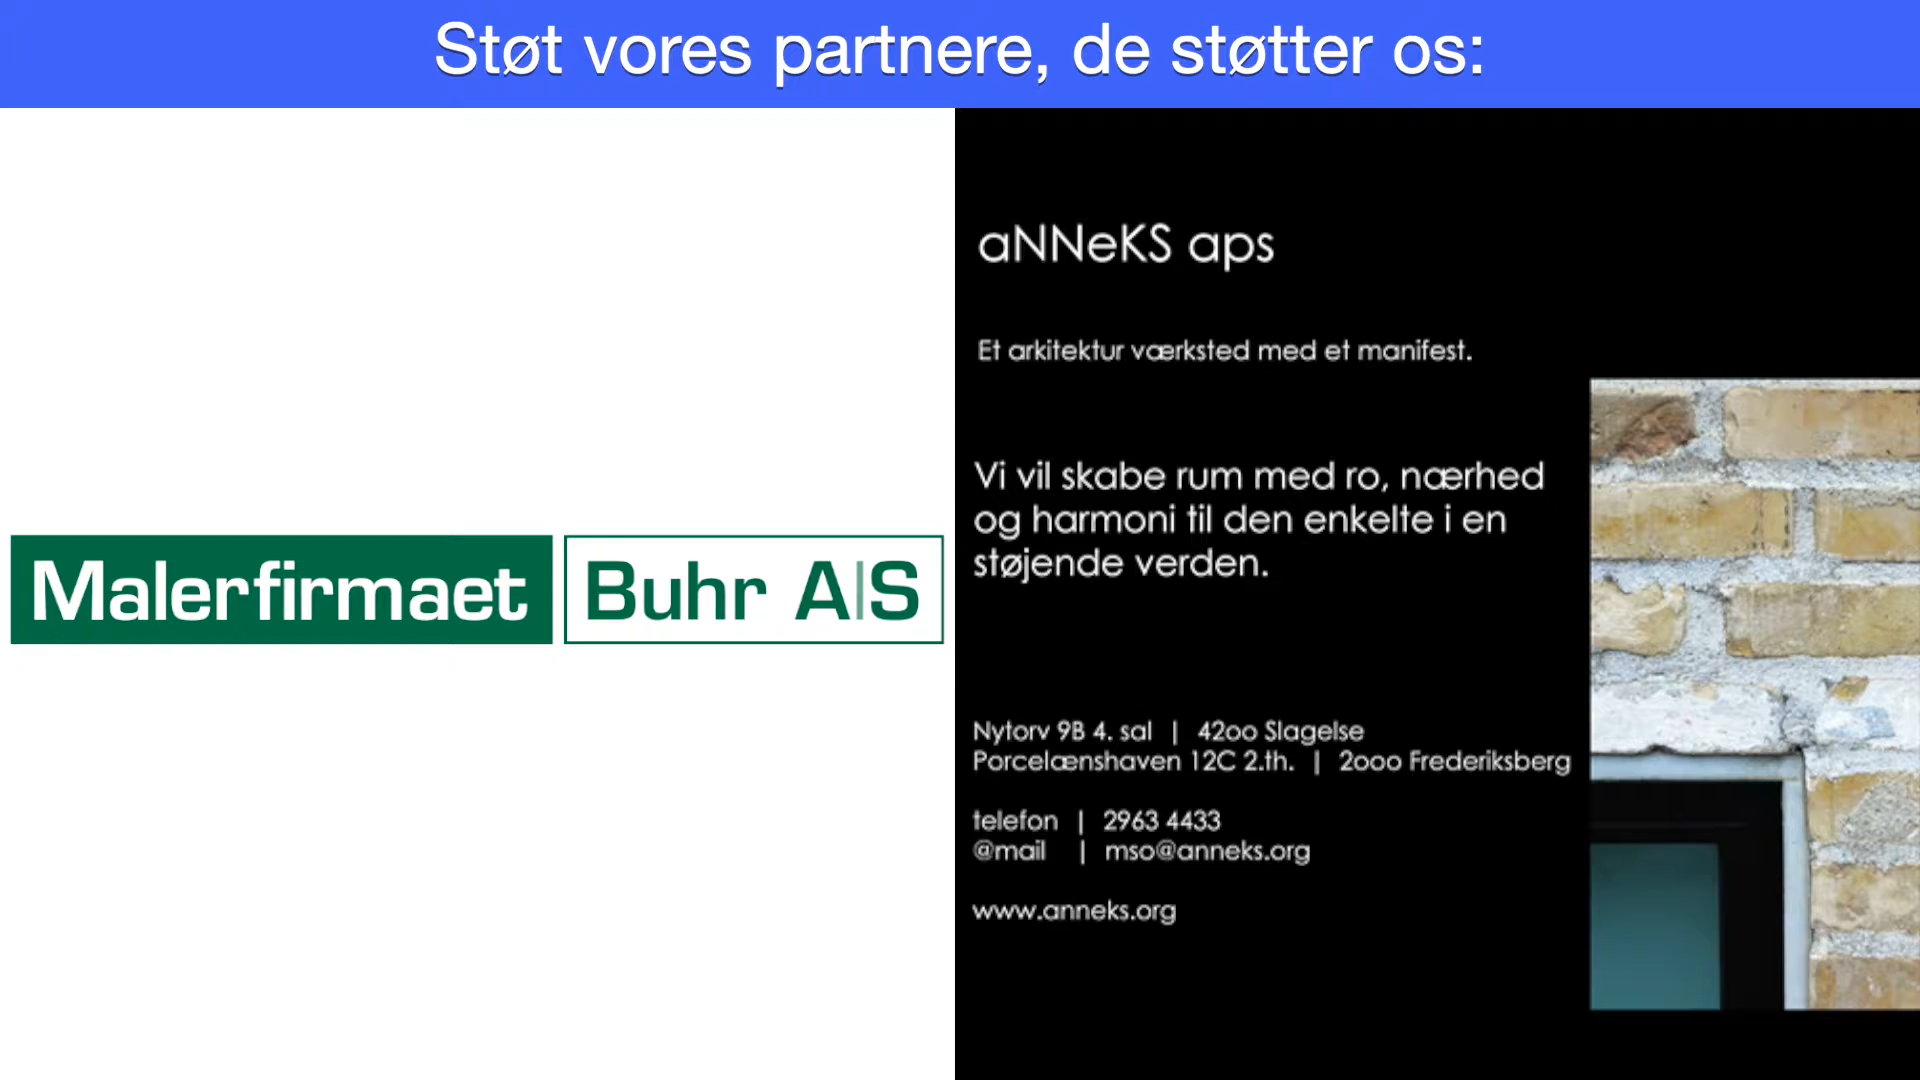 Støt vores partnere, de støtter os:
Malerfirmaet Buhr A|S
aNNeKS aps
Et arkitektur værksted med et manifest.
Vi vil skabe rum med ro, nærhed
og harmoni til den enkelte i en
støjende verden.
Nytorv 9B 4. sal | 42oo Slagelse
Porcelænshaven 12C 2.th. | 2ooo Frederiksberg
telefon | 2963 4433
@mail | mso@anneks.org
www.anneks.org